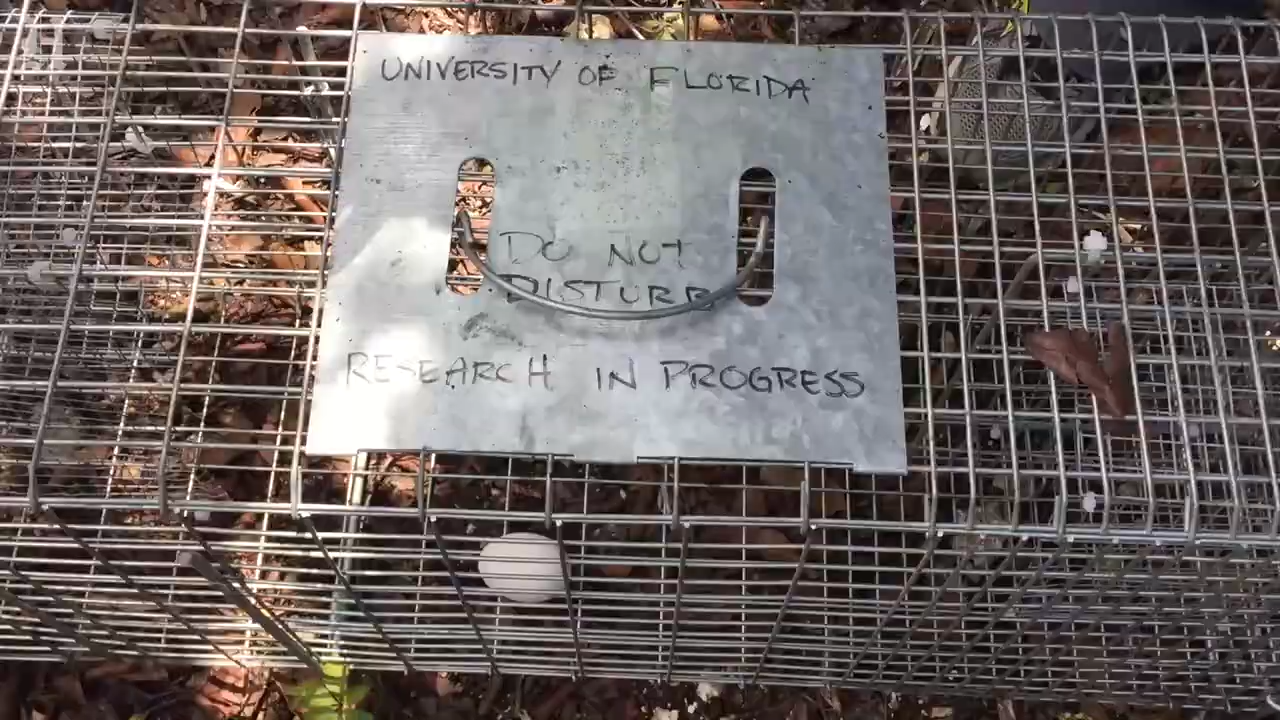 H
UNIVERSITY OF FLORIDA
DO NOT
DISTURB
RESEARCH IN PROGRESS